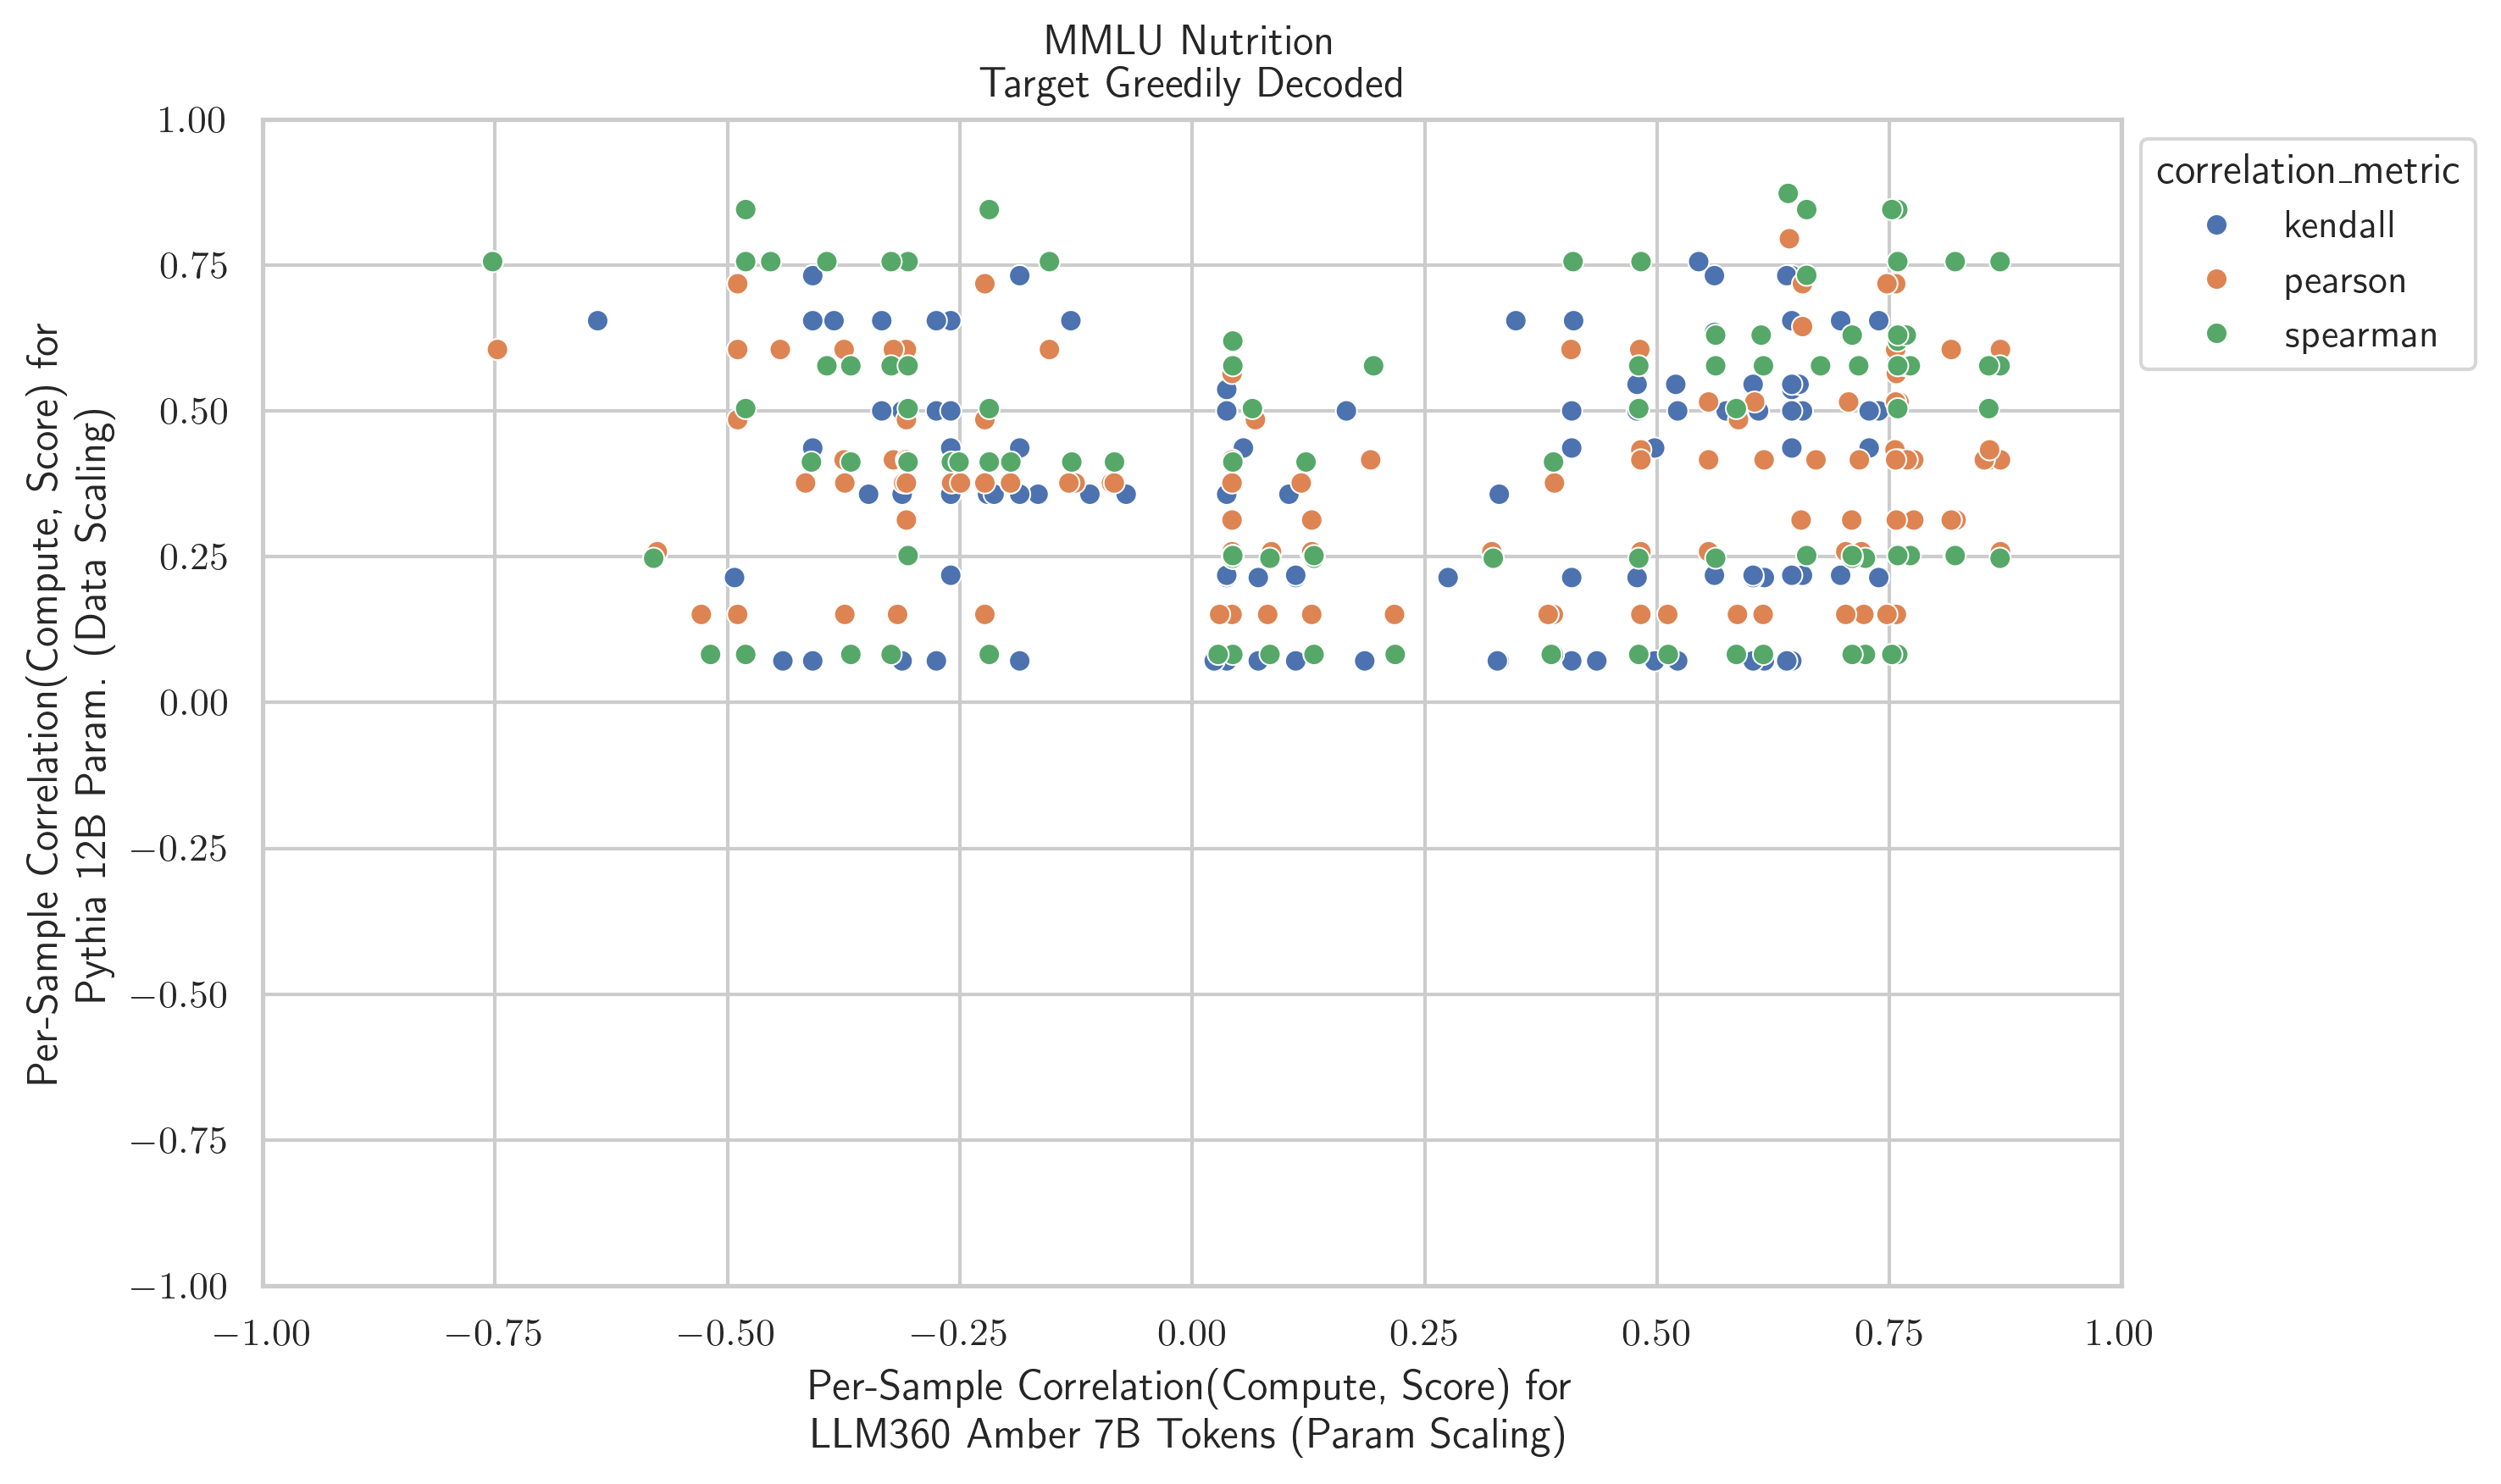 MMLU Nutrition
Target Greedily Decoded
1.00
0.75
0.50
0.25
0.00
−0.25
−0.50
−0.75
−1.00
Per-Sample Correlation(Compute, Score) for
Pythia 12B Param. (Data Scaling)
−1.00
−0.75
−0.50
−0.25
0.00
0.25
0.50
0.75
1.00
Per-Sample Correlation(Compute, Score) for
LLM360 Amber 7B Tokens (Param Scaling)
correlation_metric
kendall
pearson
spearman